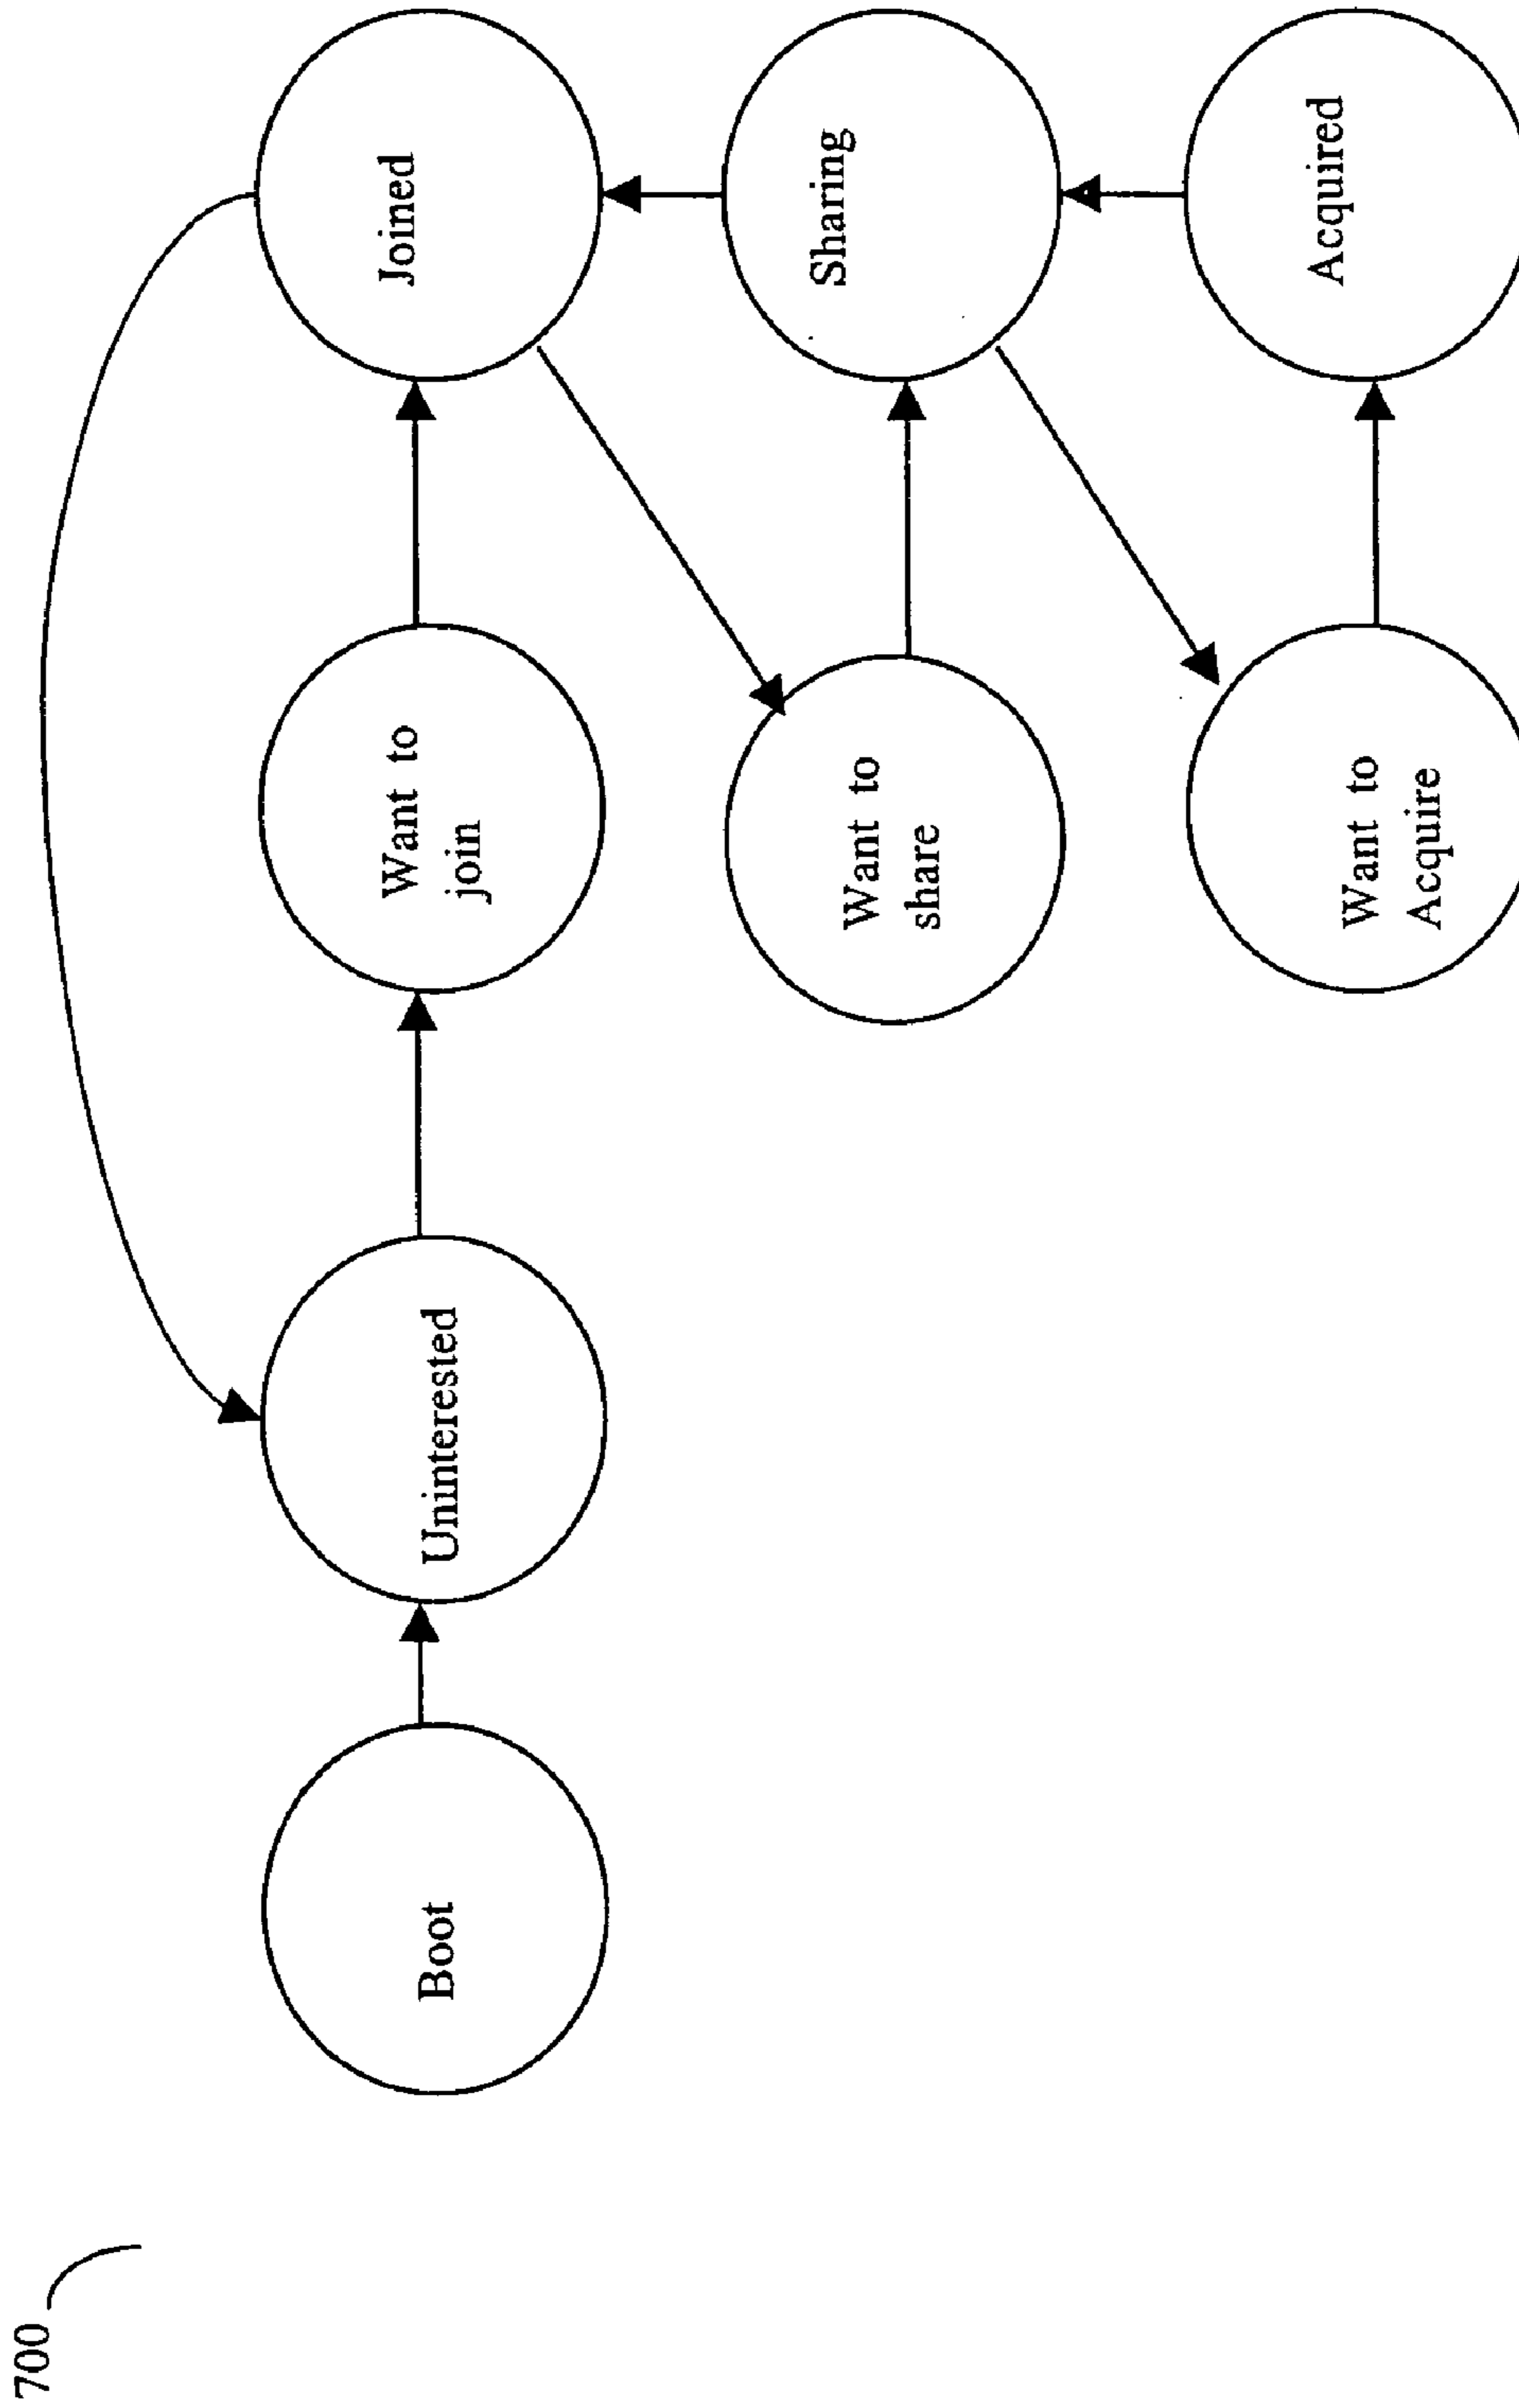 700
Boot
Uninterested
Want to
join
Joined
Want to
share
Sharing
Want to
Acquire
Acquired